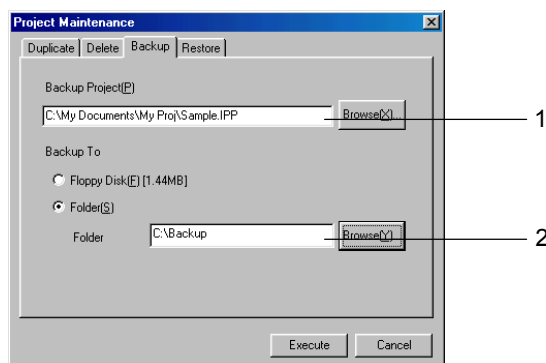 Project Maintenance
Duplicate Delete Backup Restore
Backup Project(P)
C:\My Documents\My Proj\Sample.IPP Browse(X)... 1
Backup To
Floppy Disk(F) [1.44MB]
Folder(S)
Folder C:\Backup Browse(Y)... 2
Execute Cancel